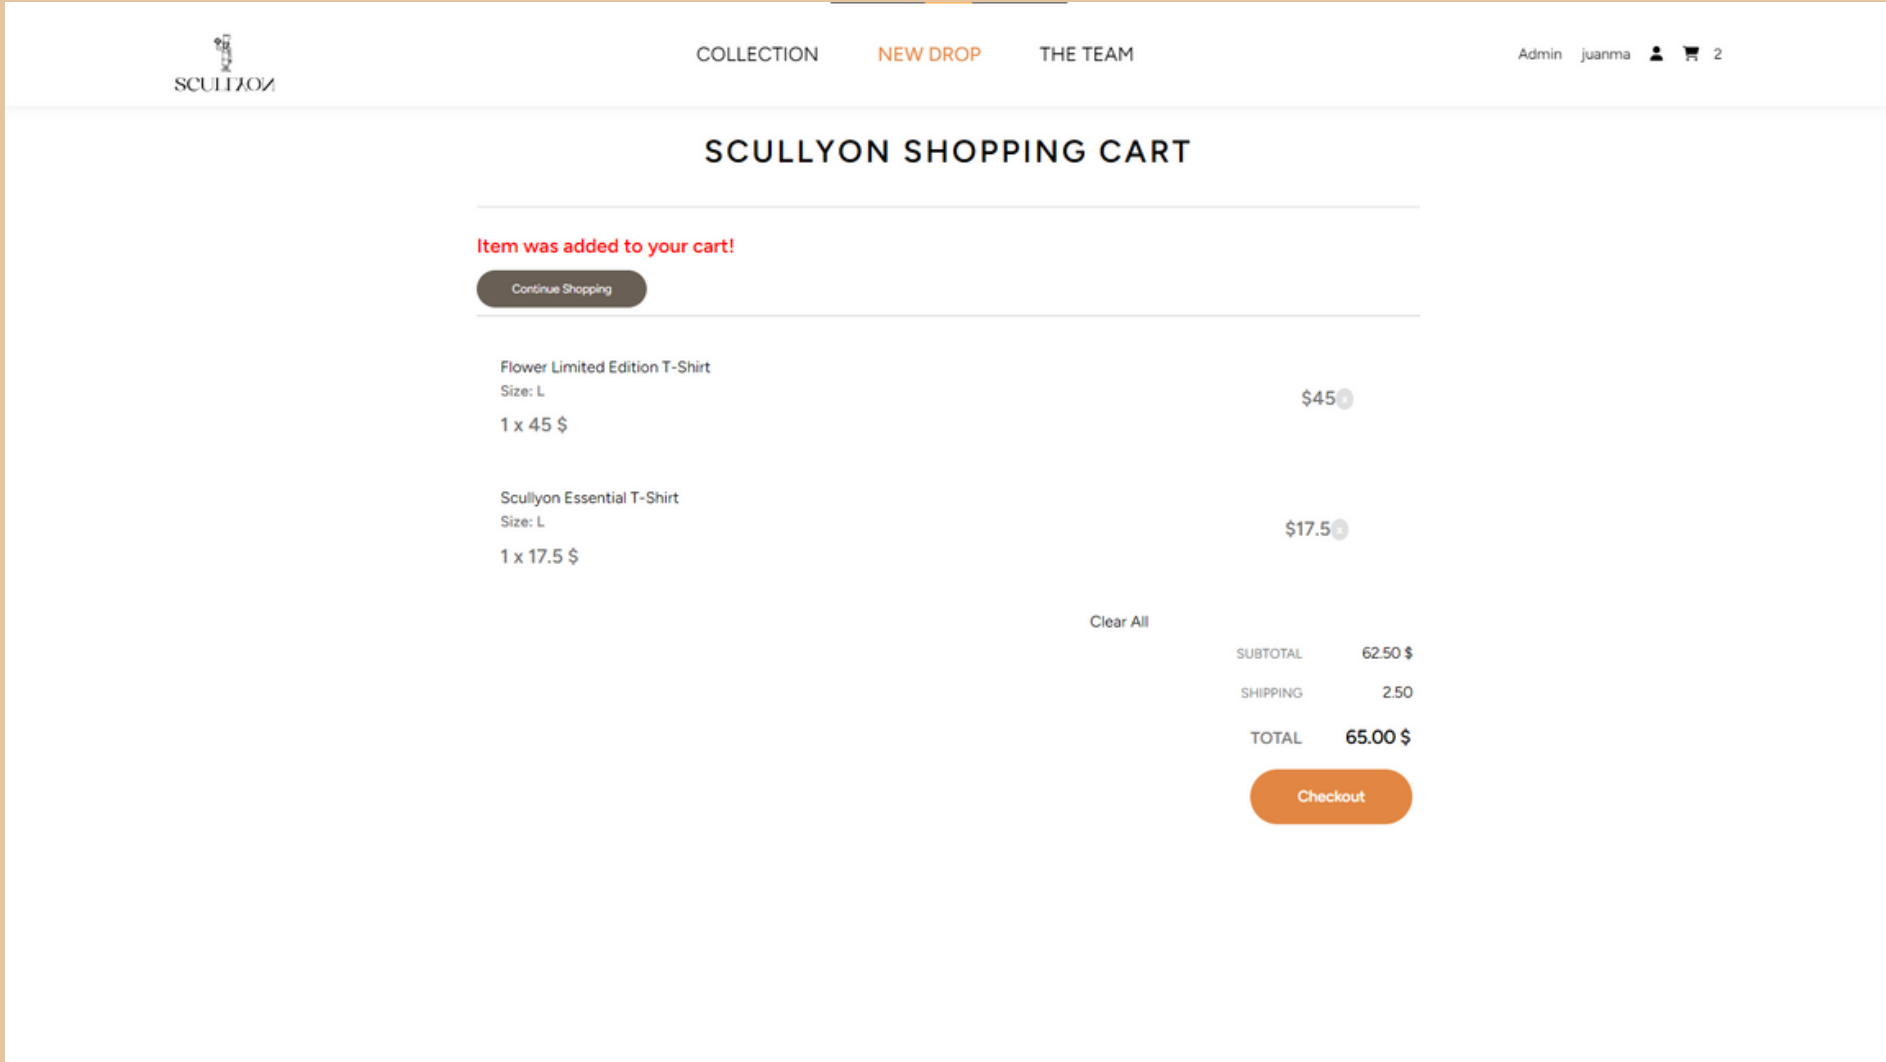 SCULLYON
COLLECTION NEW DROP THE TEAM
Admin juanma 2
SCULLYON SHOPPING CART
Item was added to your cart!
Continue Shopping
Flower Limited Edition T-Shirt
Size: L
1 x 45 $
$45 x
Scullyon Essential T-Shirt
Size: L
1 x 17.5 $
$17.5 x
Clear All
SUBTOTAL 62.50 $
SHIPPING 2.50
TOTAL 65.00 $
Checkout